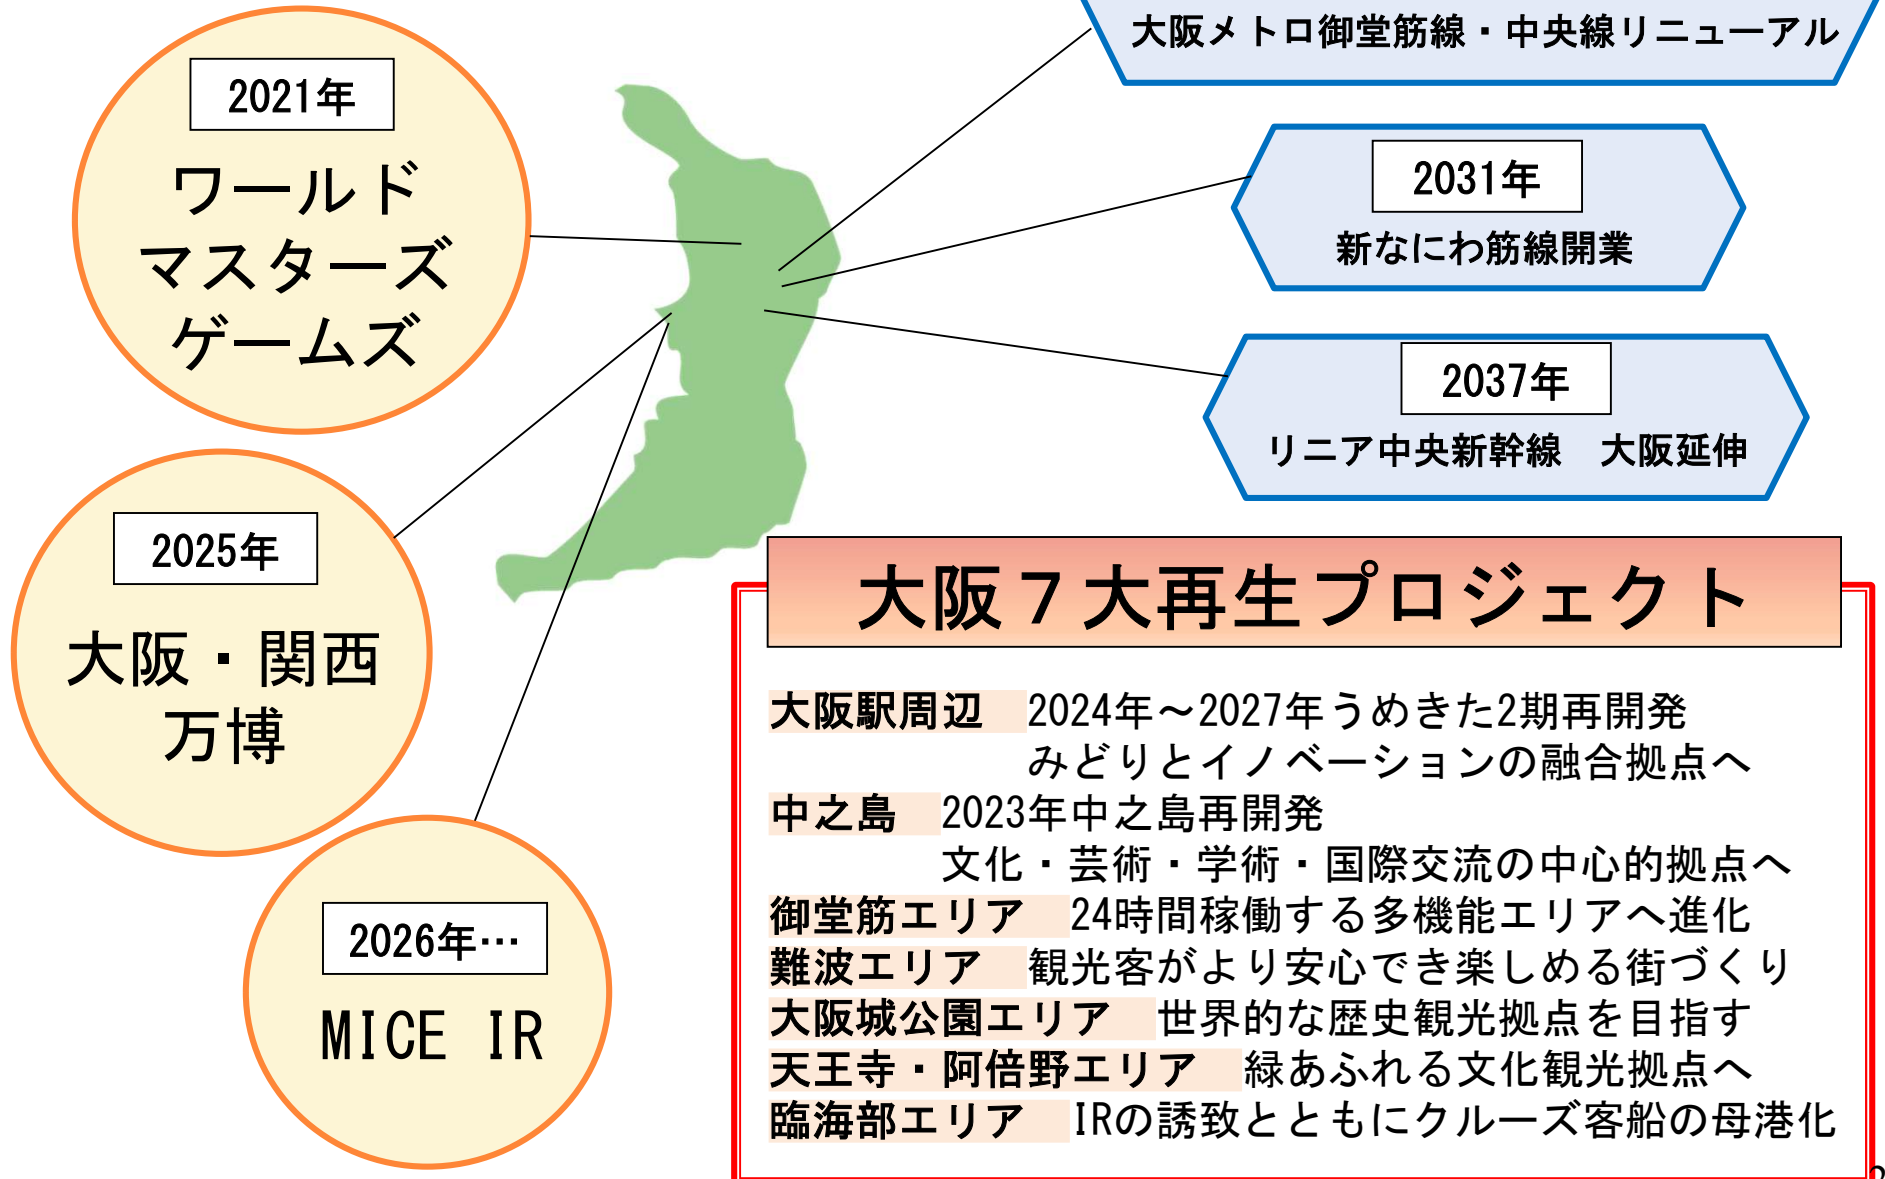 大阪メトロ御堂筋線・中央線リニューアル
2021年
ワールド
マスターズ
ゲームズ
2031年
新なにわ筋線開業
2037年
リニア中央新幹線　大阪延伸
2025年
大阪・関西
万博
2026年…
MICE IR
大阪７大再生プロジェクト
大阪駅周辺　2024年～2027年うめきた2期再開発
みどりとイノベーションの融合拠点へ
中之島　2023年中之島再開発
文化・芸術・学術・国際交流の中心的拠点へ
御堂筋エリア　24時間稼働する多機能エリアへ進化
難波エリア　観光客がより安心でき楽しめる街づくり
大阪城公園エリア　世界的な歴史観光拠点を目指す
天王寺・阿倍野エリア　緑あふれる文化観光拠点へ
臨海部エリア　IRの誘致とともにクルーズ客船の母港化